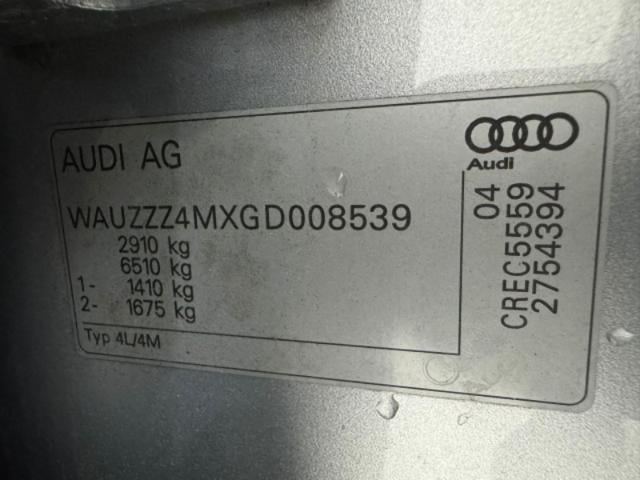 AUDI AG
Audi
WAUZZZ4MXGD008539
2910 kg
6510 kg
1- 1410 kg
2- 1675 kg
Typ 4L/4M
04
CREC5559
2754394